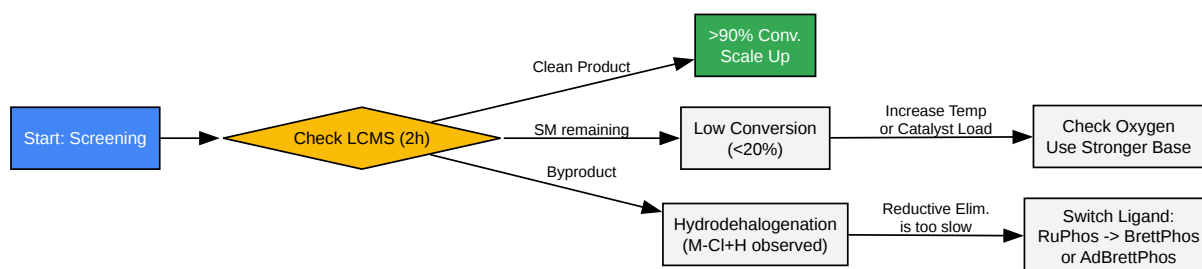 Start: Screening
Check LCMS (2h)
Clean Product
>90% Conv.
Scale Up
SM remaining
Low Conversion
(<20%)
Increase Temp
or Catalyst Load
Check Oxygen
Use Stronger Base
Byproduct
Hydrodehalogenation
(M-Cl+H observed)
Reductive Elim.
is too slow
Switch Ligand:
RuPhos -> BrettPhos
or AdBrettPhos